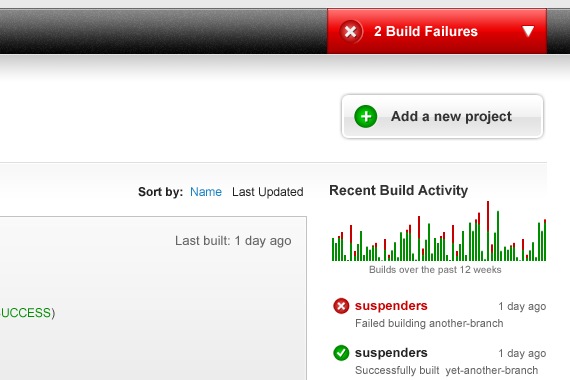 2 Build Failures
Add a new project
Sort by: Name Last Updated
Recent Build Activity
Last built: 1 day ago
Builds over the past 12 weeks
suspenders 1 day ago
Failed building another-branch
UCCESS)
suspenders 1 day ago
Successfully built yet-another-branch